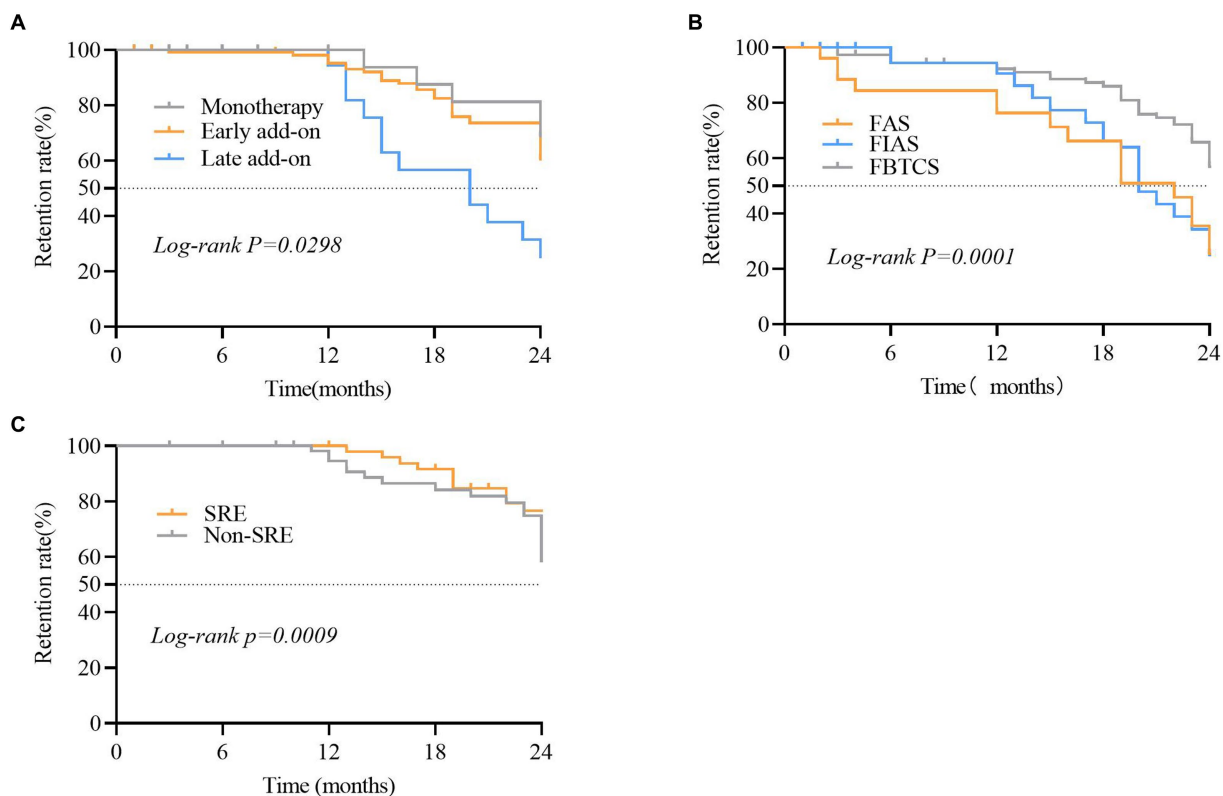 A
Retention rate(%)
100
80
60
50
40
20
0
Monotherapy
Early add-on
Late add-on
Log-rank P=0.0298
0 6 12 18 24
Time(months)
B
Retention rate(%)
100
80
60
50
40
20
0
FAS
FIAS
FBTCS
Log-rank P=0.0001
0 6 12 18 24
Time( months)
C
Retention rate(%)
100
80
60
50
40
20
0
SRE
Non-SRE
Log-rank p=0.0009
0 6 12 18 24
Time (months)